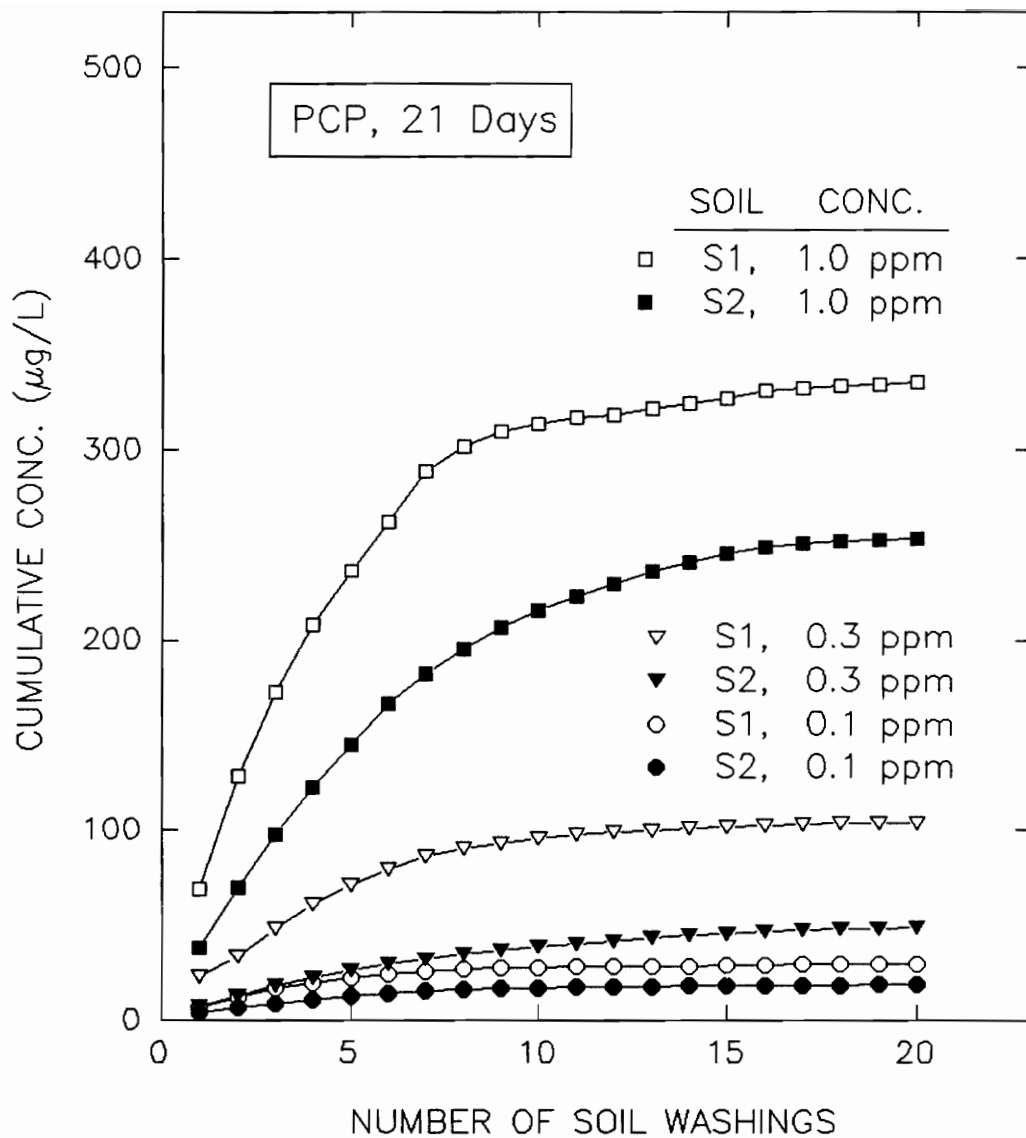 500
PCP, 21 Days
SOIL CONC.
400
S1, 1.0 ppm
S2, 1.0 ppm
300
CUMULATIVE CONC. (µg/L)
200
S1, 0.3 ppm
S2, 0.3 ppm
S1, 0.1 ppm
S2, 0.1 ppm
100
0
0 5 10 15 20
NUMBER OF SOIL WASHINGS